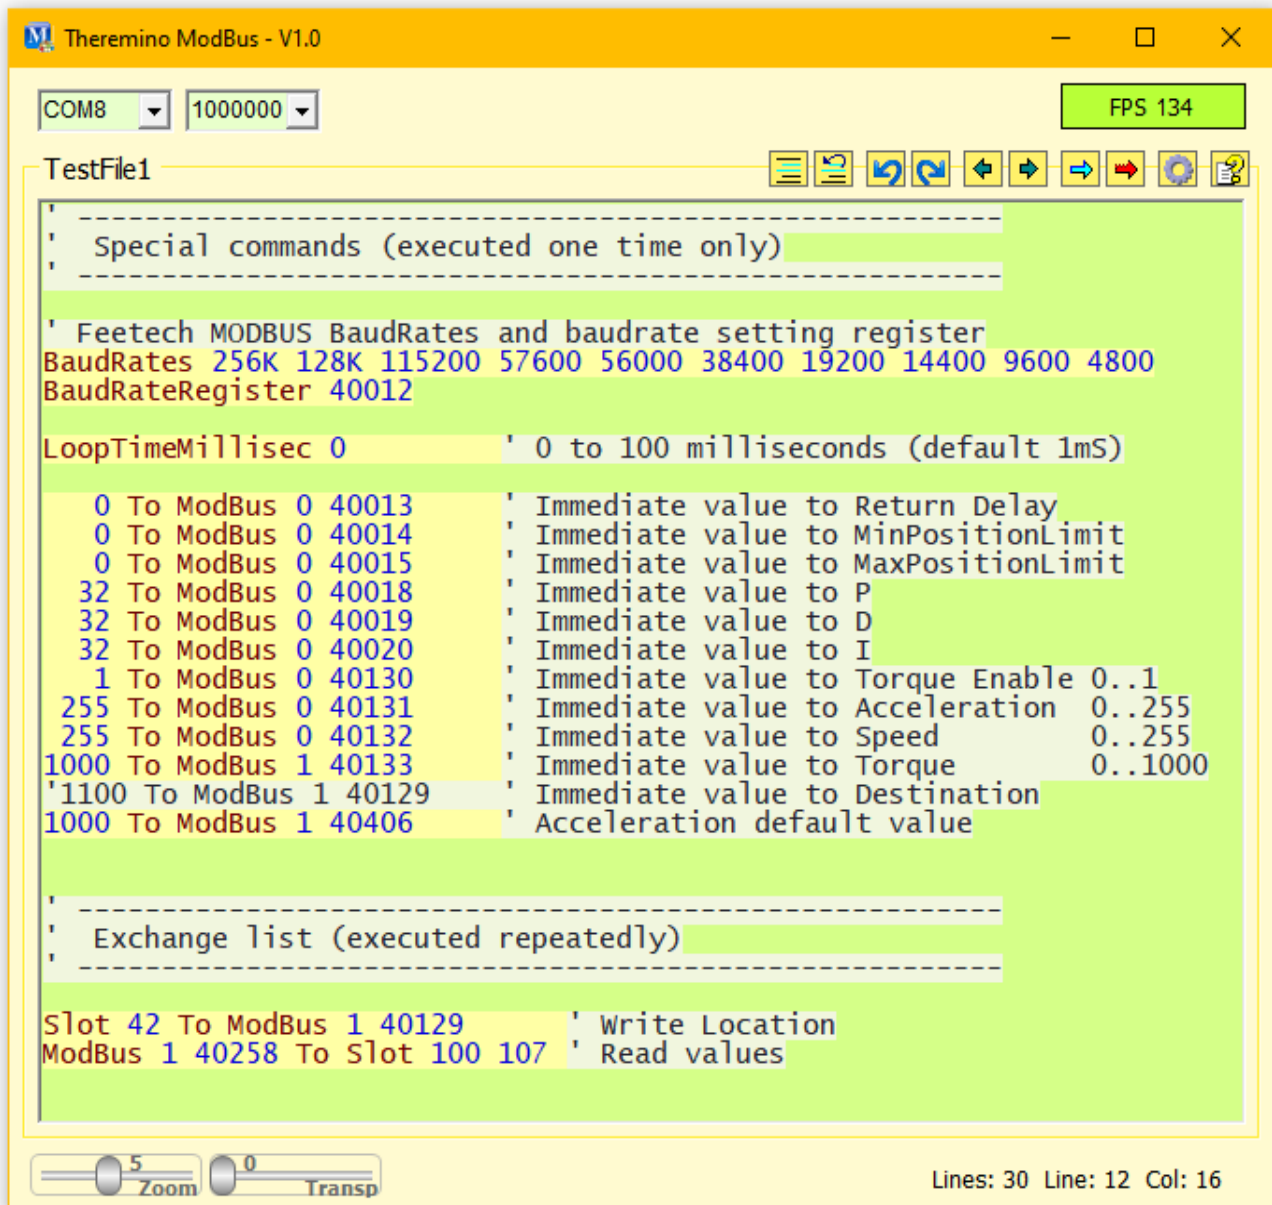 Theremino ModBus - V1.0
COM8 1000000 FPS 134
TestFile1
' -------------------------------------------------------
'  Special commands (executed one time only)
' -------------------------------------------------------
' Feetech MODBUS BaudRates and baudrate setting register
BaudRates 256K 128K 115200 57600 56000 38400 19200 14400 9600 4800
BaudRateRegister 40012
LoopTimeMillisec 0         ' 0 to 100 milliseconds (default 1mS)
   0 To ModBus 0 40013     ' Immediate value to Return Delay
   0 To ModBus 0 40014     ' Immediate value to MinPositionLimit
   0 To ModBus 0 40015     ' Immediate value to MaxPositionLimit
  32 To ModBus 0 40018     ' Immediate value to P
  32 To ModBus 0 40019     ' Immediate value to D
  32 To ModBus 0 40020     ' Immediate value to I
   1 To ModBus 0 40130     ' Immediate value to Torque Enable 0..1
 255 To ModBus 0 40131     ' Immediate value to Acceleration  0..255
 255 To ModBus 0 40132     ' Immediate value to Speed         0..255
1000 To ModBus 1 40133     ' Immediate value to Torque        0..1000
'1100 To ModBus 1 40129    ' Immediate value to Destination
1000 To ModBus 1 40406     ' Acceleration default value
' -------------------------------------------------------
'  Exchange list (executed repeatedly)
' -------------------------------------------------------
Slot 42 To ModBus 1 40129      ' Write Location
ModBus 1 40258 To Slot 100 107 ' Read values
5 Zoom 0 Transp Lines: 30 Line: 12 Col: 16